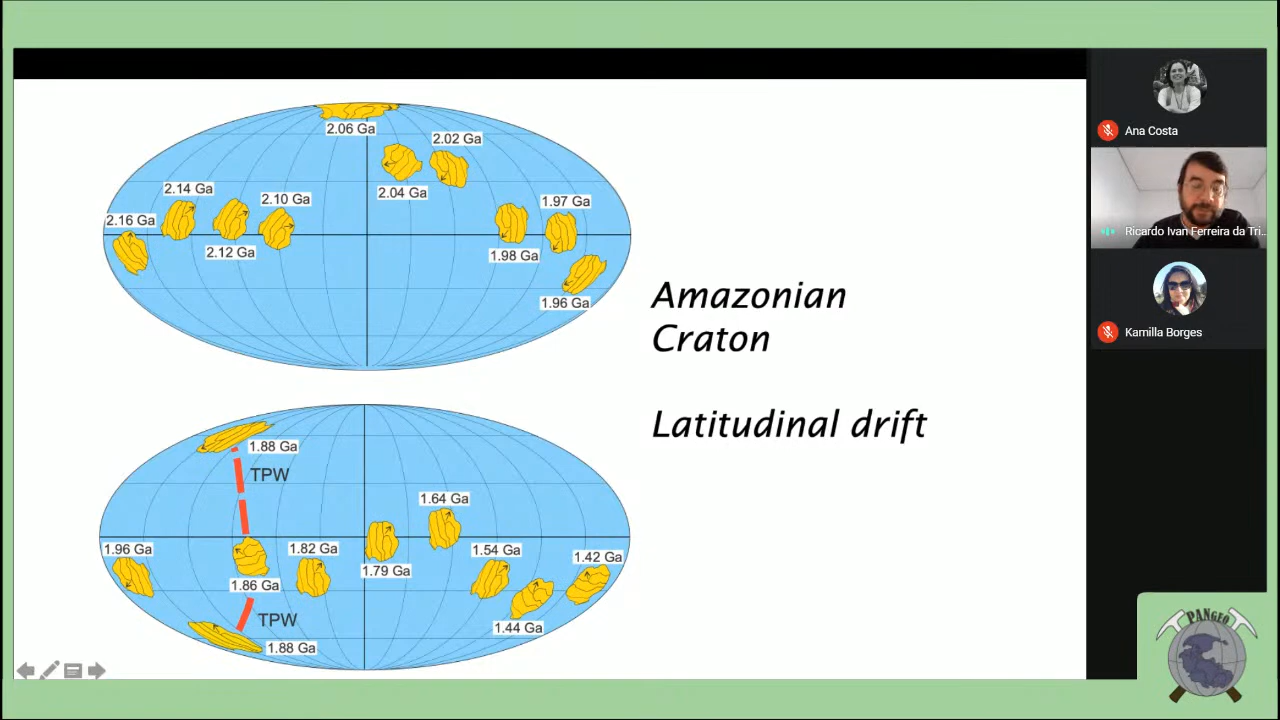 2.06 Ga
2.02 Ga
2.04 Ga
2.14 Ga
2.10 Ga
2.16 Ga
2.12 Ga
1.97 Ga
1.98 Ga
1.96 Ga
Amazonian
Craton
Latitudinal drift
1.88 Ga
TPW
1.64 Ga
1.96 Ga
1.86 Ga
1.82 Ga
1.79 Ga
1.54 Ga
1.42 Ga
1.44 Ga
TPW
1.88 Ga
Ana Costa
Ricardo Ivan Ferreira da Tri...
Kamilla Borges
PANGEO